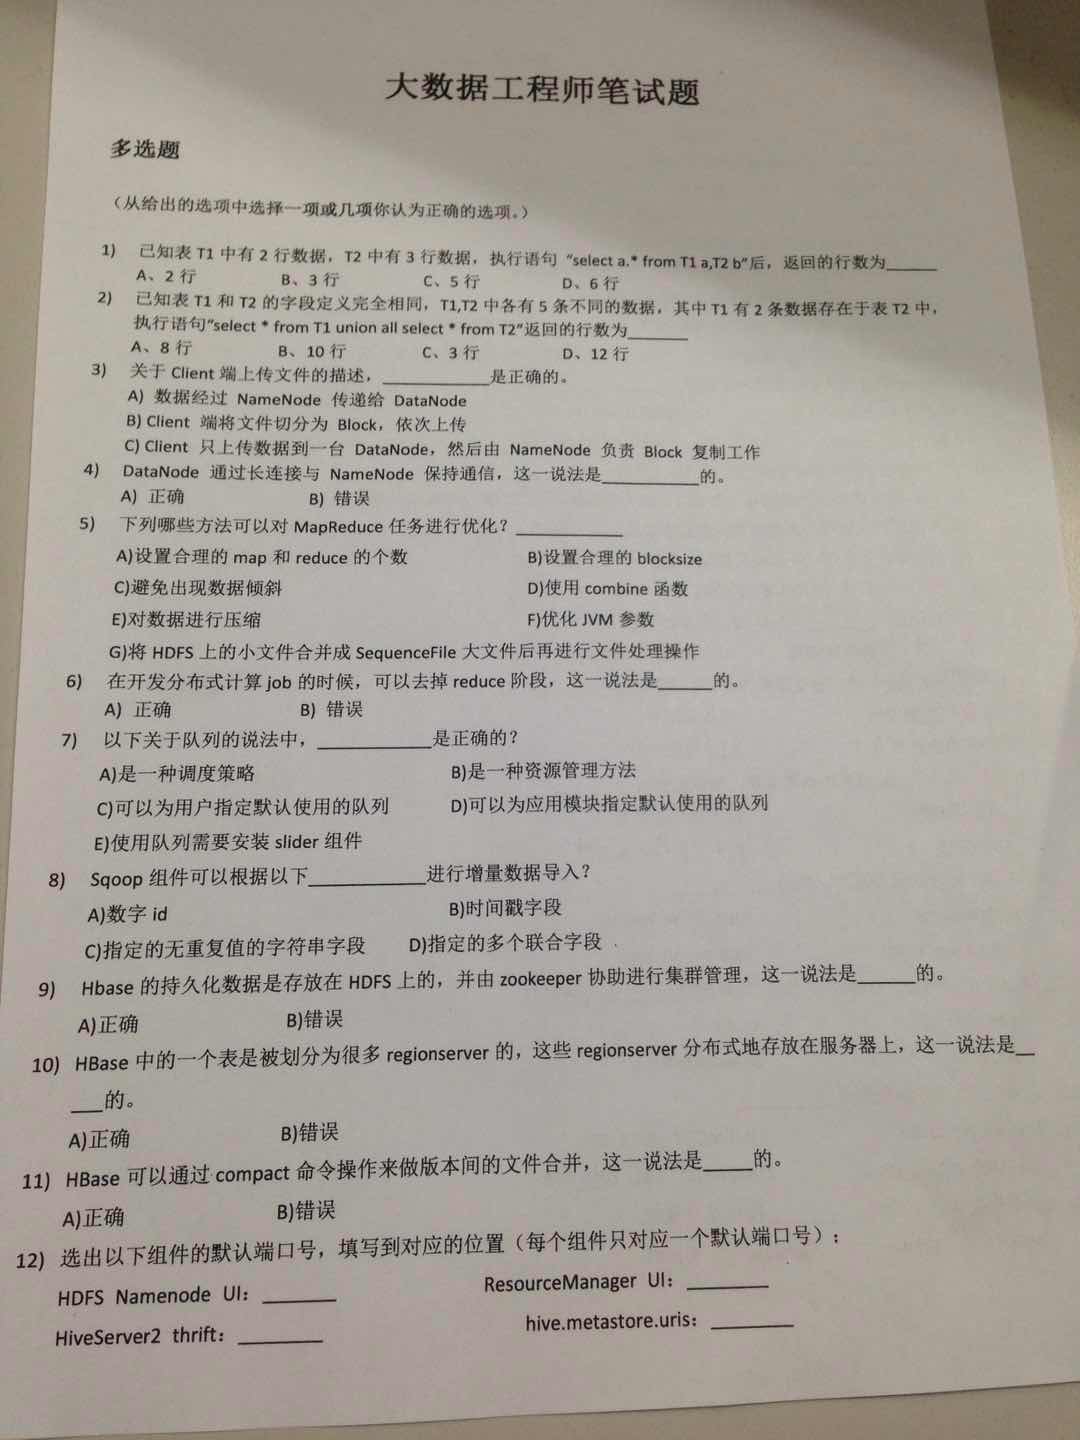 大数据工程师笔试题
多选题
（从给出的选项中选择一项或几项你认为正确的选项。）
1) 已知表 T1 中有 2 行数据，T2 中有 3 行数据，执行语句 “select a.* from T1 a,T2 b”后，返回的行数为______
A、2 行 B、3 行 C、5 行 D、6 行
2) 已知表 T1 和 T2 的字段定义完全相同，T1,T2 中各有 5 条不同的数据，其中 T1 有 2 条数据存在于表 T2 中，
执行语句“select * from T1 union all select * from T2”返回的行数为_______
A、8 行 B、10 行 C、3 行 D、12 行
3) 关于 Client 端上传文件的描述，____________是正确的。
A) 数据经过 NameNode 传递给 DataNode
B) Client 端将文件切分为 Block，依次上传
C) Client 只上传数据到一台 DataNode，然后由 NameNode 负责 Block 复制工作
4) DataNode 通过长连接与 NameNode 保持通信，这一说法是___________的。
A) 正确 B) 错误
5) 下列哪些方法可以对 MapReduce 任务进行优化？____________
A)设置合理的 map 和 reduce 的个数 B)设置合理的 blocksize
C)避免出现数据倾斜 D)使用 combine 函数
E)对数据进行压缩 F)优化 JVM 参数
G)将 HDFS 上的小文件合并成 SequenceFile 大文件后再进行文件处理操作
6) 在开发分布式计算 job 的时候，可以去掉 reduce 阶段，这一说法是______的。
A) 正确 B) 错误
7) 以下关于队列的说法中，____________是正确的？
A)是一种调度策略 B)是一种资源管理方法
C)可以为用户指定默认使用的队列 D)可以为应用模块指定默认使用的队列
E)使用队列需要安装 slider 组件
8) Sqoop 组件可以根据以下____________进行增量数据导入？
A)数字 id B)时间戳字段
C)指定的无重复值的字符串字段 D)指定的多个联合字段
9) Hbase 的持久化数据是存放在 HDFS 上的，并由 zookeeper 协助进行集群管理，这一说法是______的。
A)正确 B)错误
10) HBase 中的一个表是被划分为很多 regionserver 的，这些 regionserver 分布式地存放在服务器上，这一说法是__
___的。
A)正确 B)错误
11) HBase 可以通过 compact 命令操作来做版本间的文件合并，这一说法是_____的。
A)正确 B)错误
12) 选出以下组件的默认端口号，填写到对应的位置（每个组件只对应一个默认端口号）：
HDFS Namenode UI： ________ ResourceManager UI： _________
HiveServer2 thrift： _________ hive.metastore.uris： _________